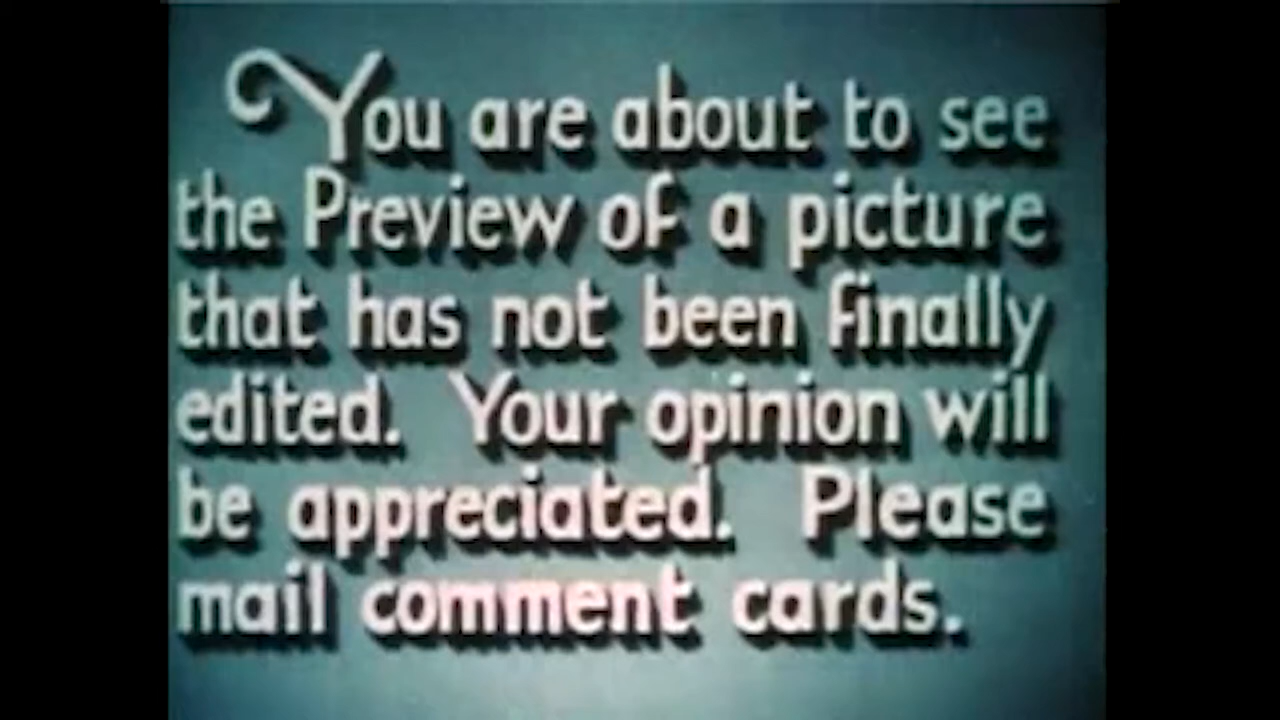 You are about to see
the Preview of a picture
that has not been finally
edited. Your opinion will
be appreciated. Please
mail comment cards.